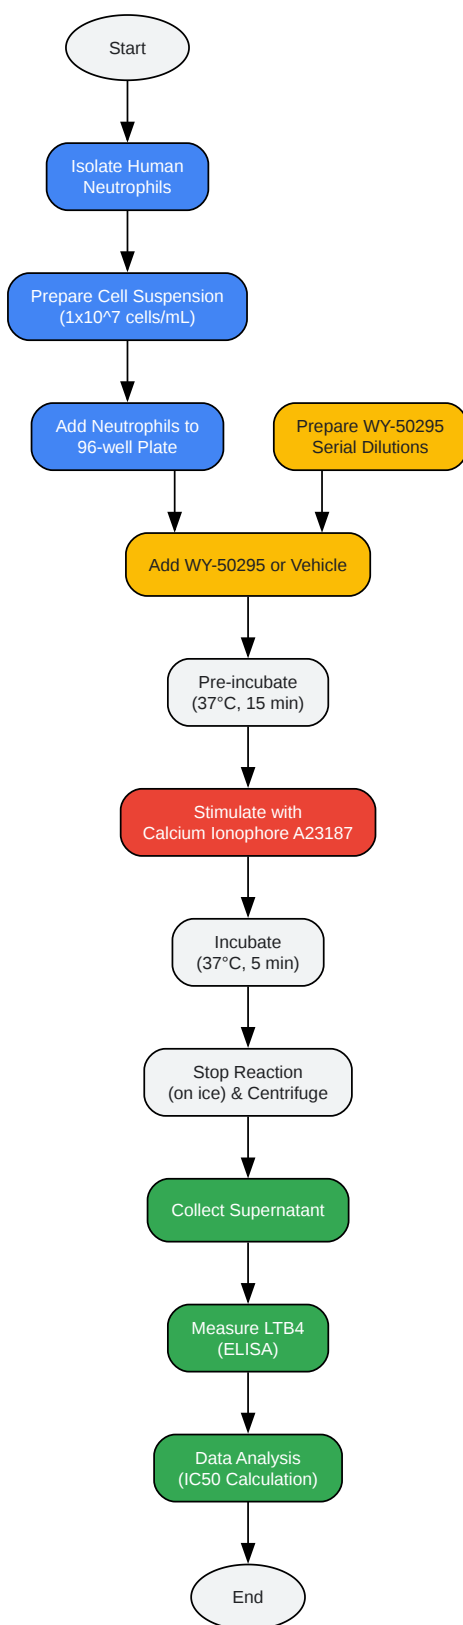 Start
Isolate Human
Neutrophils
Prepare Cell Suspension
(1x10^7 cells/mL)
Add Neutrophils to
96-well Plate
Prepare WY-50295
Serial Dilutions
Add WY-50295 or Vehicle
Pre-incubate
(37°C, 15 min)
Stimulate with
Calcium Ionophore A23187
Incubate
(37°C, 5 min)
Stop Reaction
(on ice) & Centrifuge
Collect Supernatant
Measure LTB4
(ELISA)
Data Analysis
(IC50 Calculation)
End